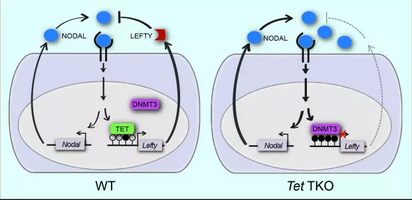 NODAL
LEFTY
DNMT3
TET
Nodal
Lefty
WT
NODAL
DNMT3
Nodal
Lefty
Tet TKO